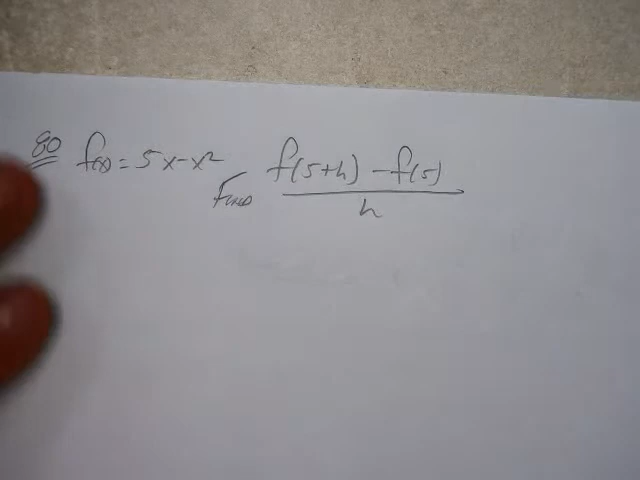 80 f(x) = 5x-x² Find f(5+h) - f(5)
h